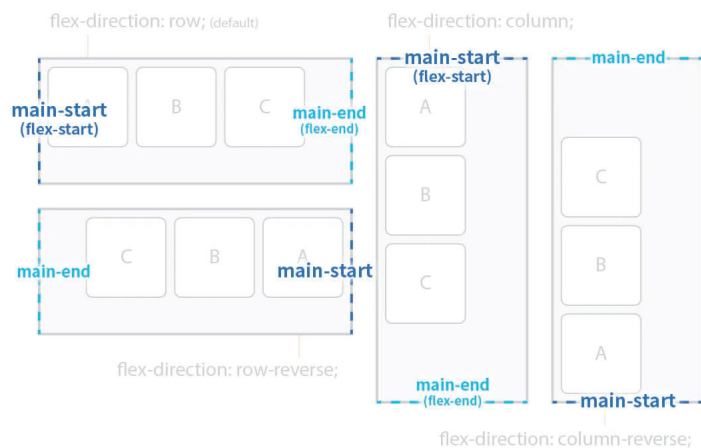 flex-direction: row; (default)
main-start
(flex-start)
A
B
C
main-end
(flex-end)
main-end
C
B
A
main-start
flex-direction: row-reverse;
flex-direction: column;
main-start
(flex-start)
A
B
C
main-end
(flex-end)
main-end
C
B
A
main-start
flex-direction: column-reverse;